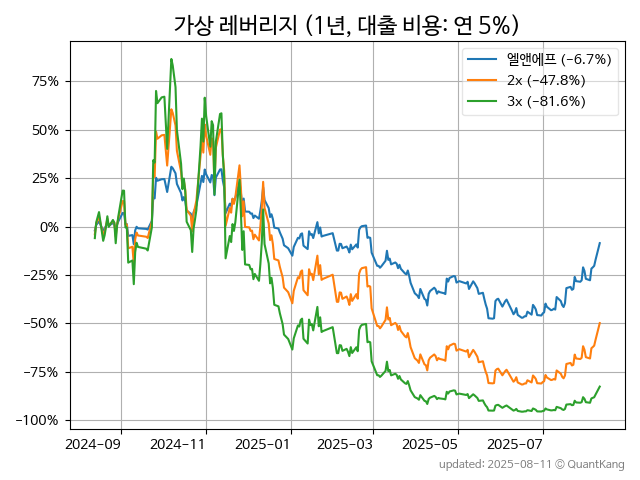 가상 레버리지 (1년, 대출 비용: 연 5%)
엘앤에프 (−6.7%)
2x (−47.8%)
3x (−81.6%)
75%
50%
25%
0%
−25%
−50%
−75%
−100%
2024-09 2024-11 2025-01 2025-03 2025-05 2025-07
updated: 2025-08-11 © QuantKang